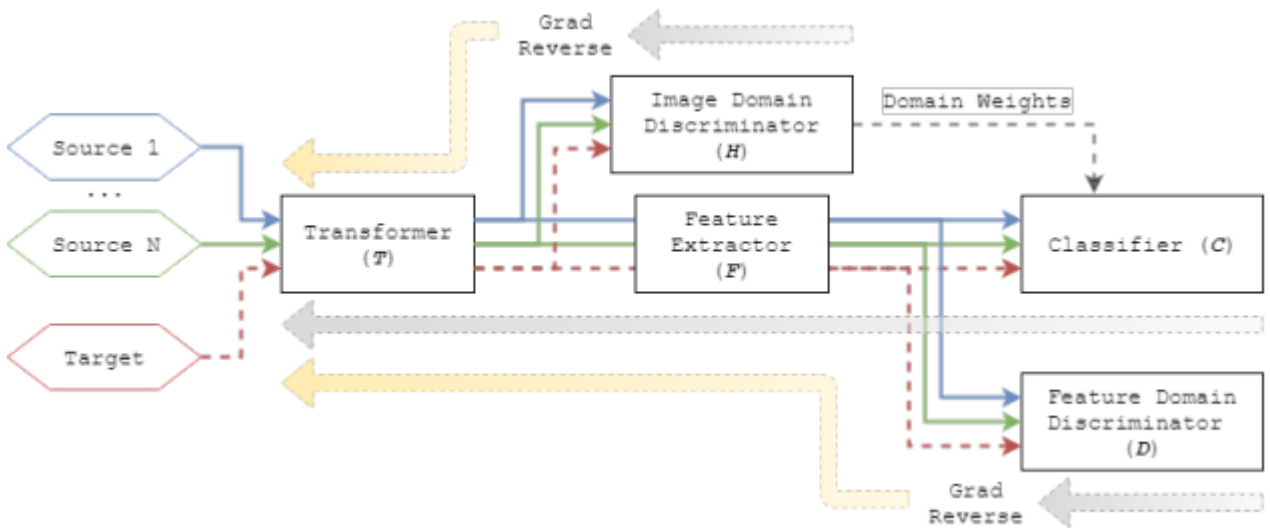 Grad
Reverse
Image Domain
Discriminator
(H)
Domain Weights
Source 1
...
Source N
Target
Transformer
(T)
Feature
Extractor
(F)
Classifier (C)
Feature Domain
Discriminator
(D)
Grad
Reverse